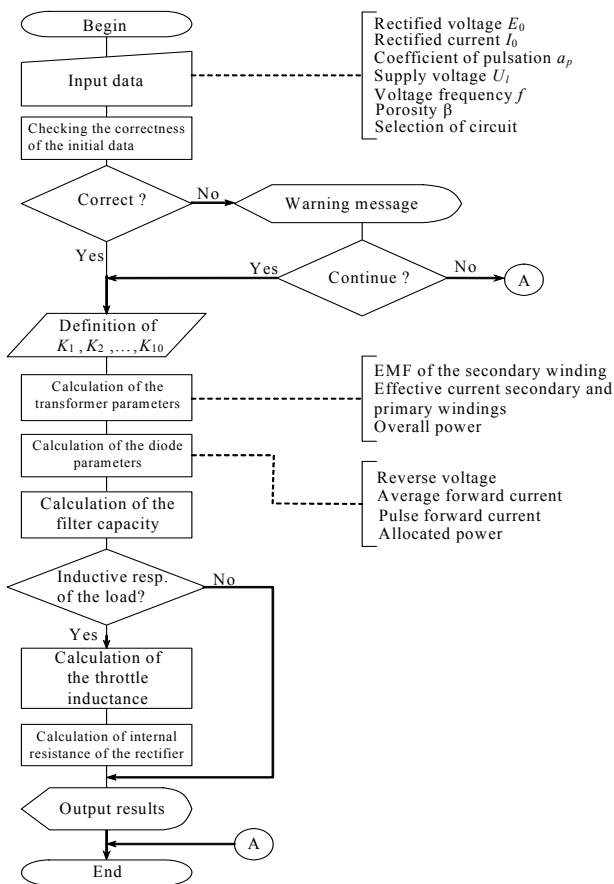 Begin
Input data
Rectified voltage E₀
Rectified current I₀
Coefficient of pulsation aₚ
Supply voltage Uₗ
Voltage frequency f
Porosity β
Selection of circuit
Checking the correctness
of the initial data
Correct ?
No
Warning message
Yes
Yes
Continue ?
No
A
Definition of
K₁ , K₂ ,..., K₁₀
Calculation of the
transformer parameters
EMF of the secondary winding
Effective current secondary and
primary windings
Overall power
Calculation of the diode
parameters
Reverse voltage
Average forward current
Pulse forward current
Allocated power
Calculation of the
filter capacity
Inductive resp.
of the load?
No
Yes
Calculation of
the throttle
inductance
Calculation of internal
resistance of the rectifier
Output results
A
End